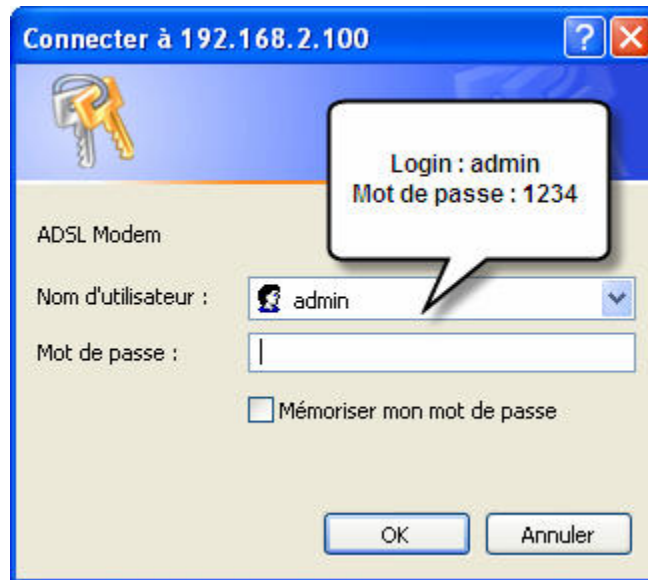 Connecter à 192.168.2.100
Login : admin
Mot de passe : 1234
ADSL Modem
Nom d'utilisateur :
admin
Mot de passe :
Mémoriser mon mot de passe
OK
Annuler